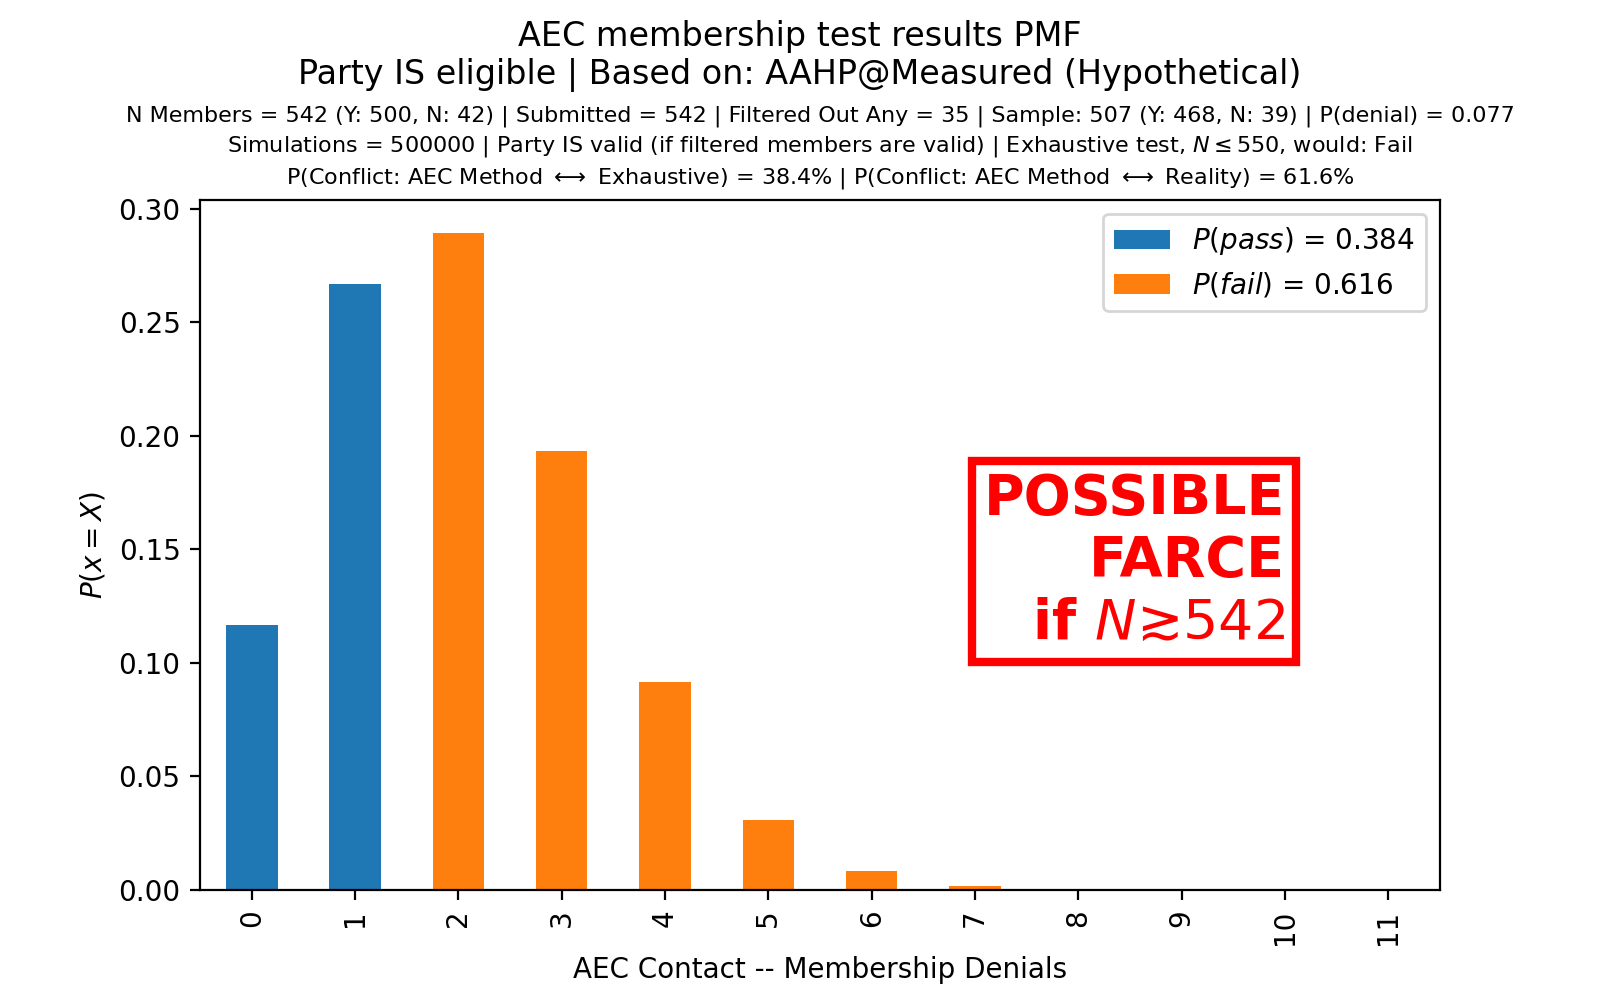 AEC membership test results PMF
Party IS eligible | Based on: AAHP@Measured (Hypothetical)
N Members = 542 (Y: 500, N: 42) | Submitted = 542 | Filtered Out Any = 35 | Sample: 507 (Y: 468, N: 39) | P(denial) = 0.077
Simulations = 500000 | Party IS valid (if filtered members are valid) | Exhaustive test, N ≤ 550, would: Fail
P(Conflict: AEC Method ⟷ Exhaustive) = 38.4% | P(Conflict: AEC Method ⟷ Reality) = 61.6%
0.30
0.25
0.20
0.15
0.10
0.05
0.00
P(x = X)
P(pass) = 0.384
P(fail) = 0.616
POSSIBLE
FARCE
if N≳542
0 1 2 3 4 5 6 7 8 9 10 11
AEC Contact -- Membership Denials